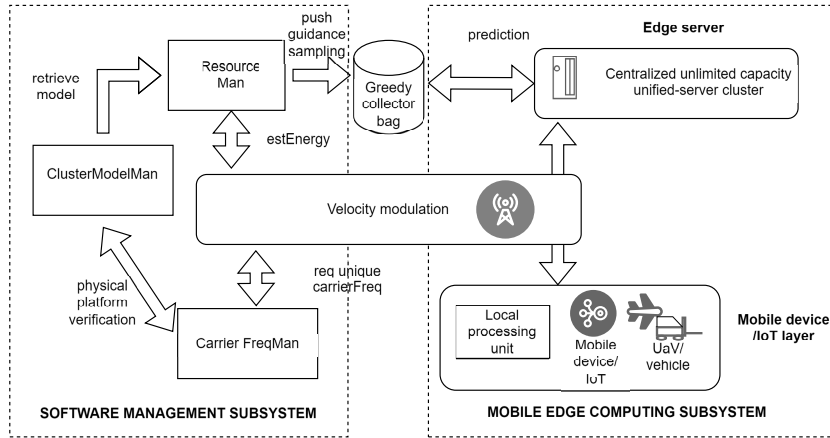 push
guidance
sampling
prediction
Edge server
retrieve
model
Resource
Man
Greedy
collector
bag
Centralized unlimited capacity
unified-server cluster
estEnergy
ClusterModelMan
Velocity modulation
physical
platform
verification
req unique
carrierFreq
Carrier FreqMan
Local
processing
unit
Mobile
device/
IoT
UaV/
vehicle
Mobile device
/IoT layer
SOFTWARE MANAGEMENT SUBSYSTEM
MOBILE EDGE COMPUTING SUBSYSTEM